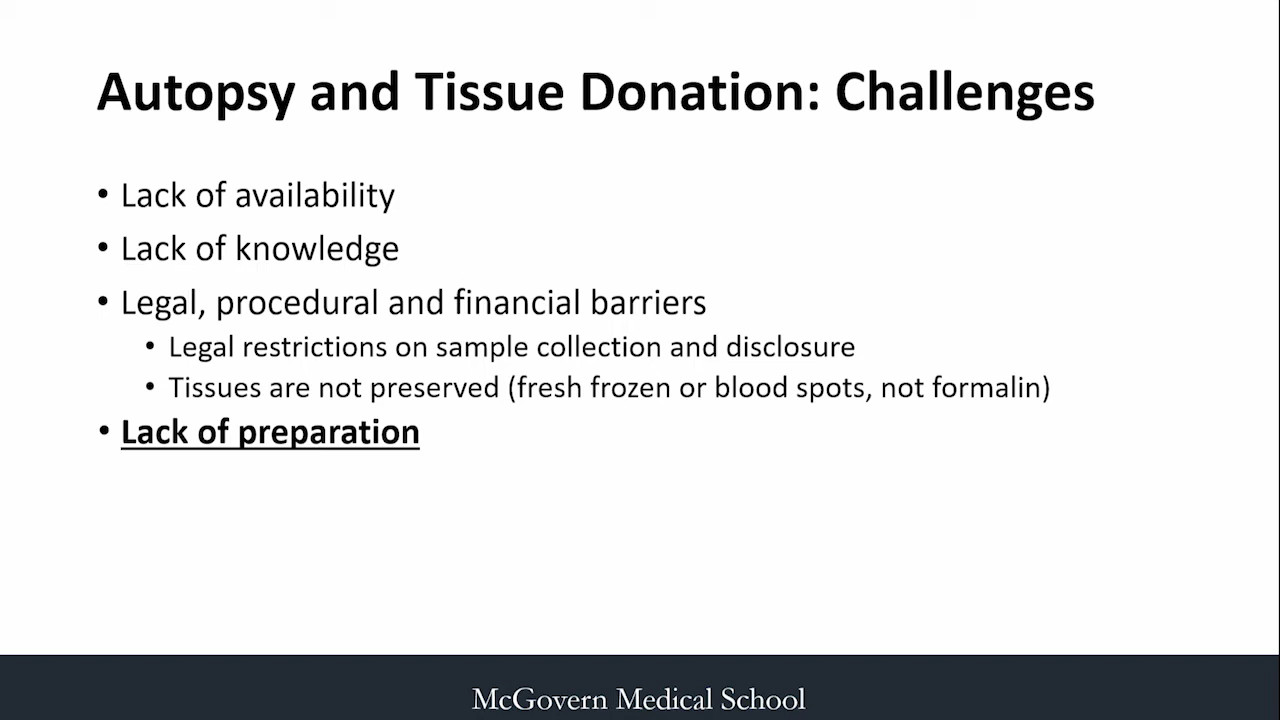 Autopsy and Tissue Donation: Challenges
• Lack of availability
• Lack of knowledge
• Legal, procedural and financial barriers
• Legal restrictions on sample collection and disclosure
• Tissues are not preserved (fresh frozen or blood spots, not formalin)
• Lack of preparation
McGovern Medical School